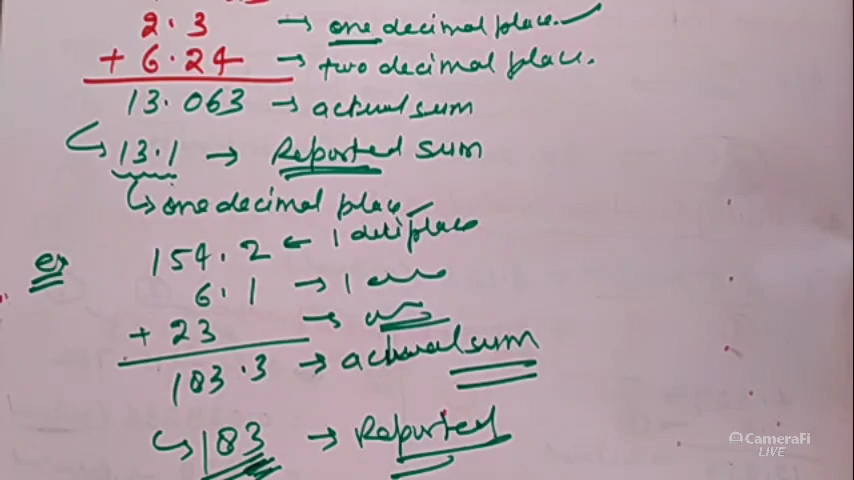 2.3 → one decimal place. ✓
+ 6.24 → two decimal place.
13.063 → actual sum
↪ 13.1 → Reported sum
↪ one decimal place
ex 154.2 ← 1 deci place
6.1 → 1
+ 23 →
183.3 → actual sum
↪ 183 → Reported
CameraFi
LIVE